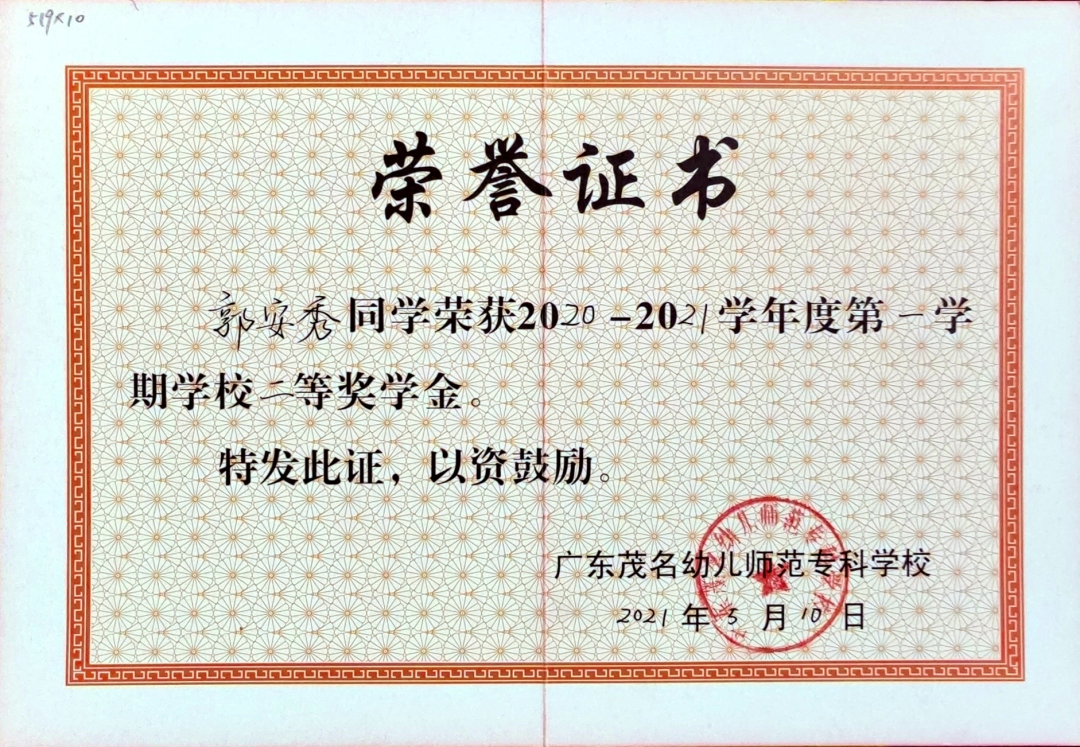 519×10
荣誉证书
郭安秀同学荣获2020-2021学年度第一学
期学校二等奖学金。
特发此证，以资鼓励。
广东茂名幼儿师范专科学校
2021年5月10日